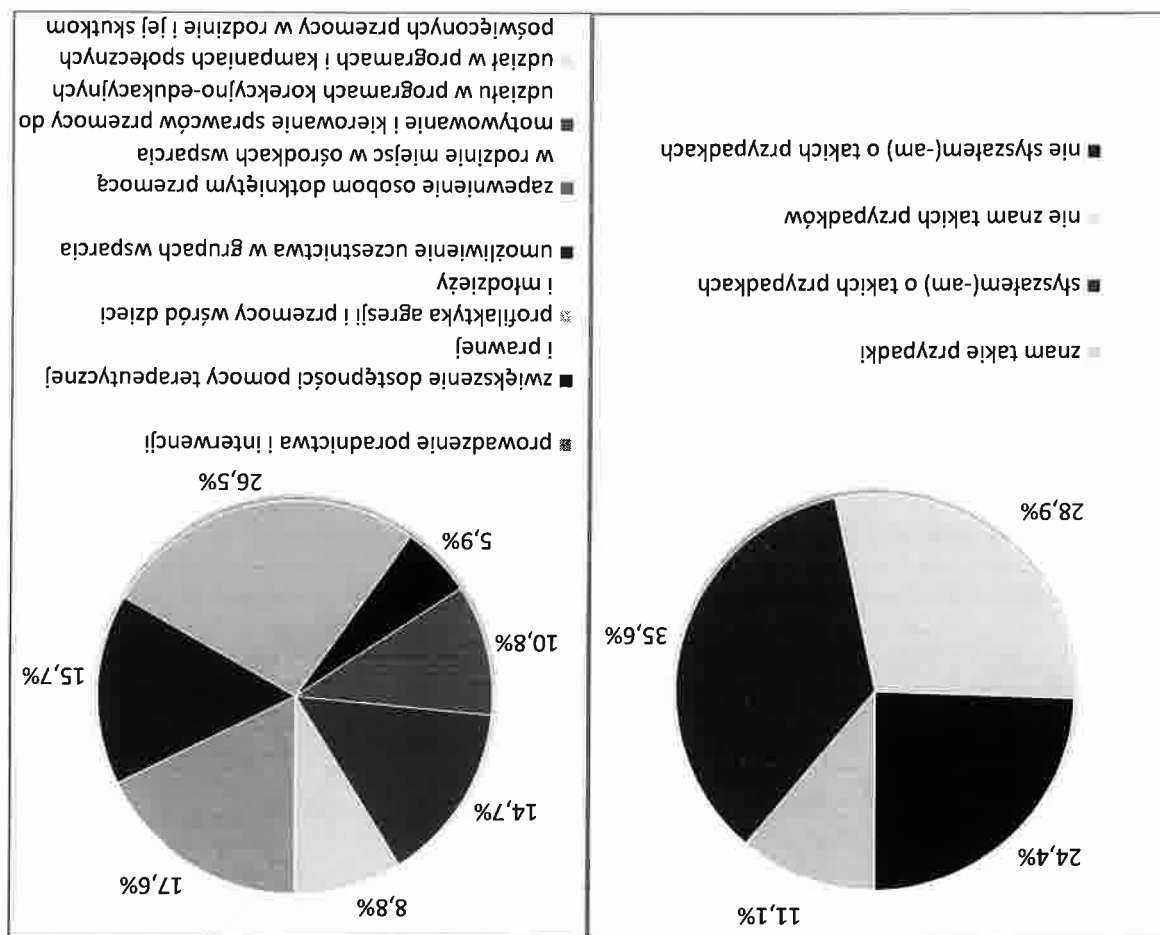 11,1%
24,4%
35,6%
28,9%
znam takie przypadki
słyszałem(-am) o takich przypadkach
nie znam takich przypadków
nie słyszałem(-am) o takich przypadkach
8,8%
17,6%
14,7%
15,7%
10,8%
5,9%
26,5%
prowadzenie poradnictwa i interwencji
zwiększenie dostępności pomocy terapeutycznej
i prawnej
profilaktyka agresji i przemocy wśród dzieci
i młodzieży
umożliwienie uczestnictwa w grupach wsparcia
zapewnienie osobom dotkniętym przemocą
w rodzinie miejsc w ośrodkach wsparcia
motywowanie i kierowanie sprawców przemocy do
udziału w programach korekcyjno-edukacyjnych
udział w programach i kampaniach społecznych
poświęconych przemocy w rodzinie i jej skutkom